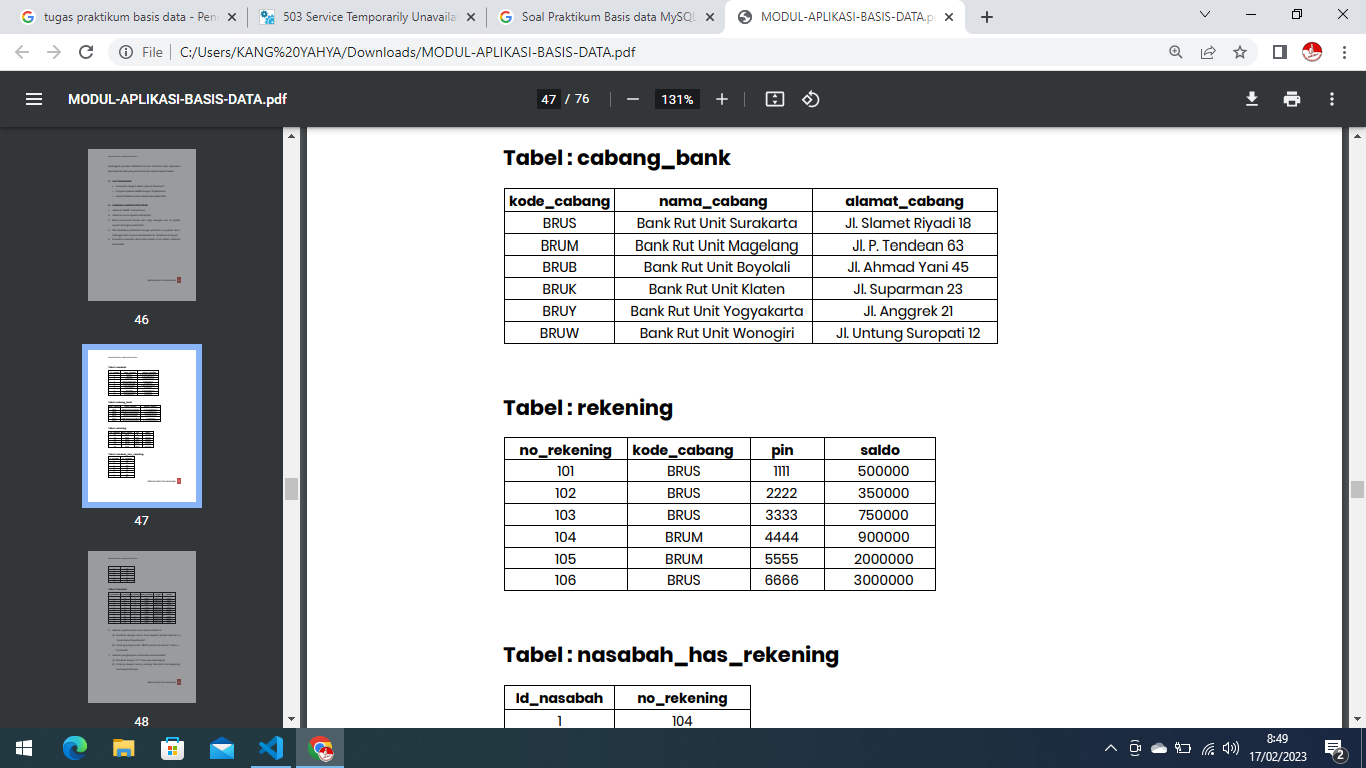 tugas praktikum basis data - Pen
503 Service Temporarily Unavaila
Soal Praktikum Basis data MySQL
MODUL-APLIKASI-BASIS-DATA.p
File
C:/Users/KANG%20YAHYA/Downloads/MODUL-APLIKASI-BASIS-DATA.pdf
MODUL-APLIKASI-BASIS-DATA.pdf
47 / 76
131%
46
47
48
Tabel : cabang_bank
kode_cabang nama_cabang alamat_cabang
BRUS Bank Rut Unit Surakarta Jl. Slamet Riyadi 18
BRUM Bank Rut Unit Magelang Jl. P. Tendean 63
BRUB Bank Rut Unit Boyolali Jl. Ahmad Yani 45
BRUK Bank Rut Unit Klaten Jl. Suparman 23
BRUY Bank Rut Unit Yogyakarta Jl. Anggrek 21
BRUW Bank Rut Unit Wonogiri Jl. Untung Suropati 12
Tabel : rekening
no_rekening kode_cabang pin saldo
101 BRUS 1111 500000
102 BRUS 2222 350000
103 BRUS 3333 750000
104 BRUM 4444 900000
105 BRUM 5555 2000000
106 BRUS 6666 3000000
Tabel : nasabah_has_rekening
Id_nasabah no_rekening
1 104
8:49
17/02/2023
2